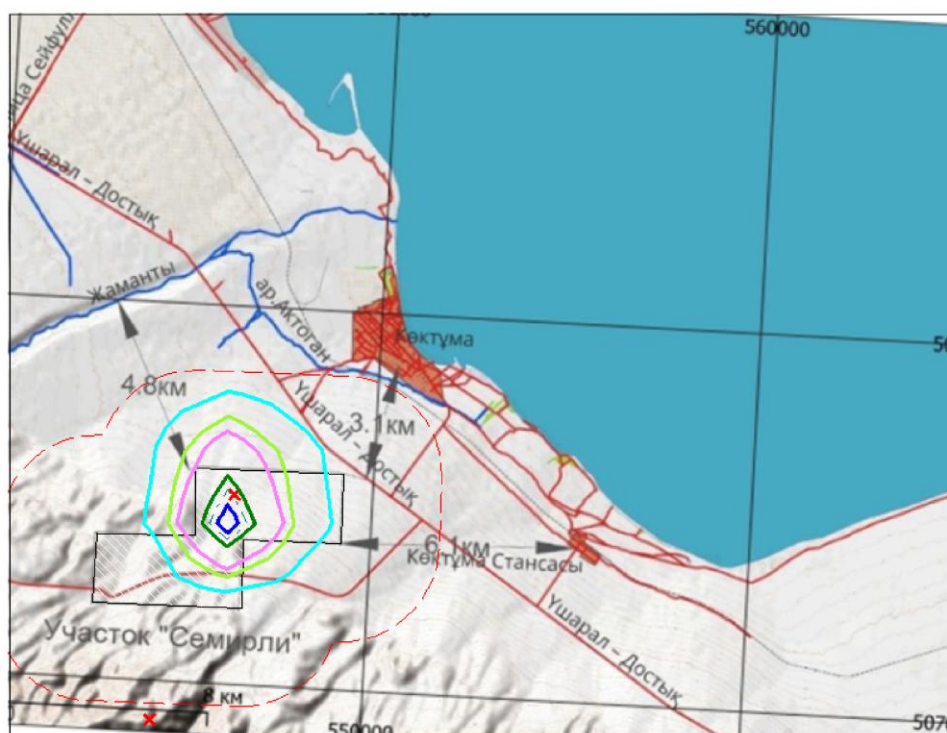 560000
Үшарал – Достық
Жаманты
ар.Ақтоған
Көктұма
4.8км
3.1км
Үшарал – Достық
6.1км
Көктұма Стансасы
Үшарал – Достық
Участок "Семирли"
8 км
550000